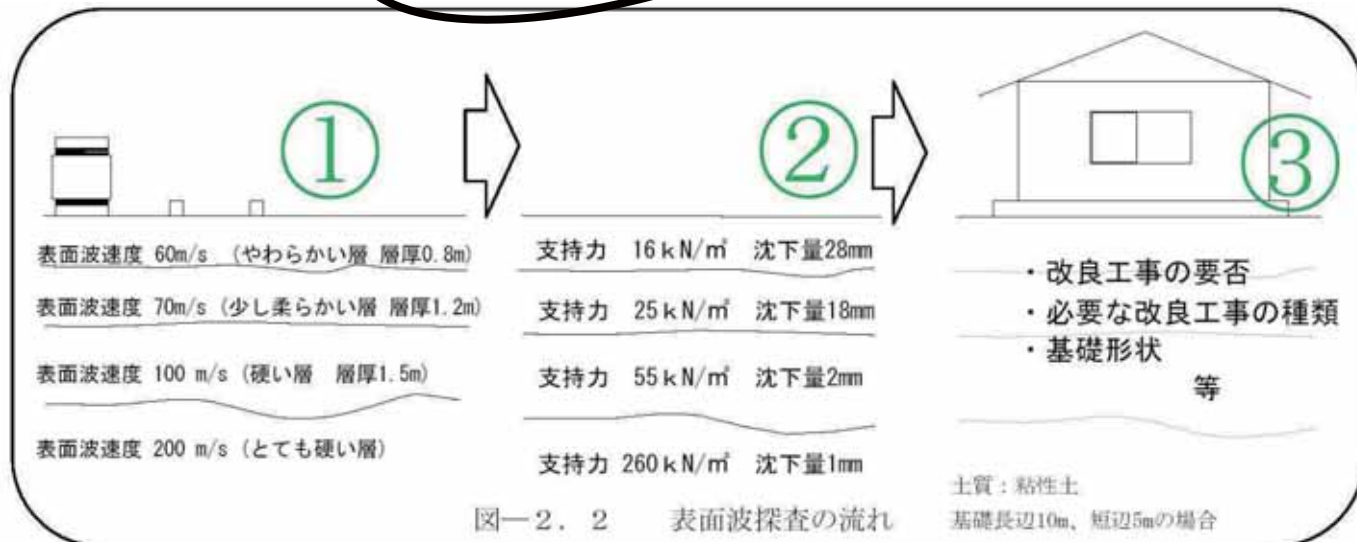 ①
②
③
表面波速度 60m/s (やわらかい層 層厚0.8m)
表面波速度 70m/s (少し柔らかい層 層厚1.2m)
表面波速度 100 m/s (硬い層 層厚1.5m)
表面波速度 200 m/s (とても硬い層)
支持力 16kN/㎡ 沈下量28mm
支持力 25kN/㎡ 沈下量18mm
支持力 55kN/㎡ 沈下量2mm
支持力 260kN/㎡ 沈下量1mm
・改良工事の要否
・必要な改良工事の種類
・基礎形状
等
土質：粘性土
基礎長辺10m、短辺5mの場合
図―2．2 表面波探査の流れ